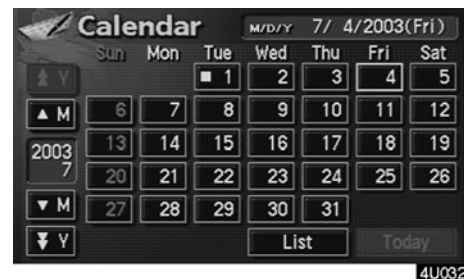 Calendar M/D/Y 7/ 4/2003(Fri)
Sun Mon Tue Wed Thu Fri Sat
Y ■ 1 2 3 4 5
▲ M 6 7 8 9 10 11 12
2003 13 14 15 16 17 18 19
7 20 21 22 23 24 25 26
▼ M 27 28 29 30 31
Y List Today
4U032